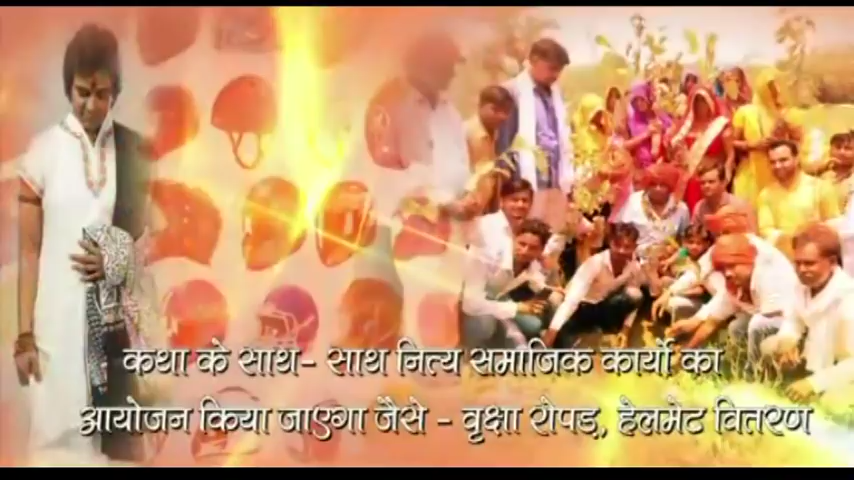 कथा के साथ- साथ नित्य समाजिक कार्यो का
आयोजन किया जाएगा जैसे - वृक्षा रोपड़, हेलमेट वितरण